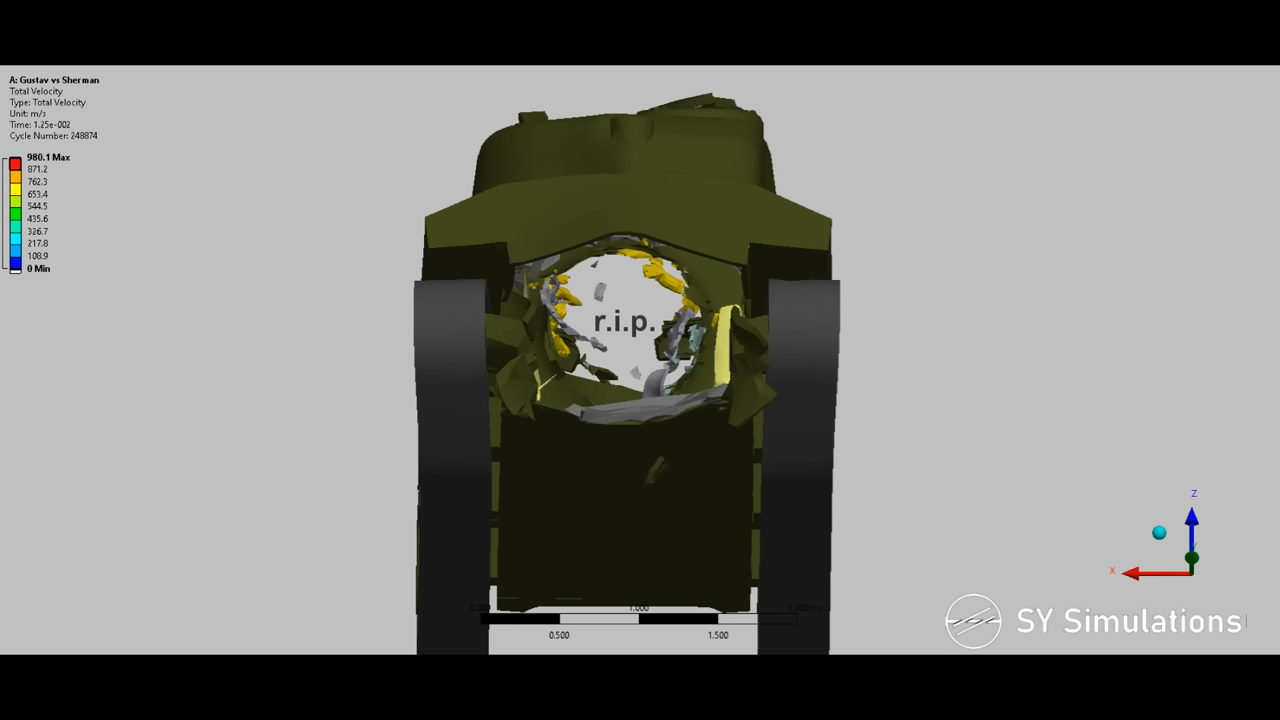 A: Gustav vs Sherman
Total Velocity
Type: Total Velocity
Unit: m/s
Time: 1.25e-002
Cycle Number: 248874
980.1 Max
871.2
762.3
653.4
544.5
435.6
326.7
217.8
108.9
0 Min
r.i.p.
Z
X
0.000 1.000 2.000 (m)
0.500 1.500
SY Simulations